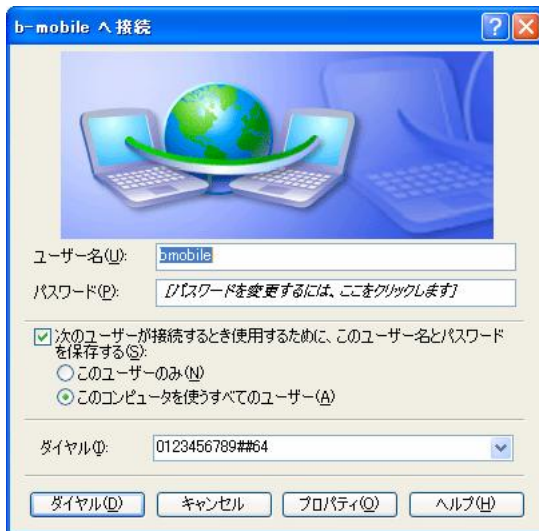 b-mobile へ接続
ユーザー名(U):
bmobile
パスワード(P):
[パスワードを変更するには、ここをクリックします]
次のユーザーが接続するとき使用するために、このユーザー名とパスワード
を保存する(S):
このユーザーのみ(N)
このコンピュータを使うすべてのユーザー(A)
ダイヤル(I):
0123456789##64
ダイヤル(D)
キャンセル
プロパティ(O)
ヘルプ(H)